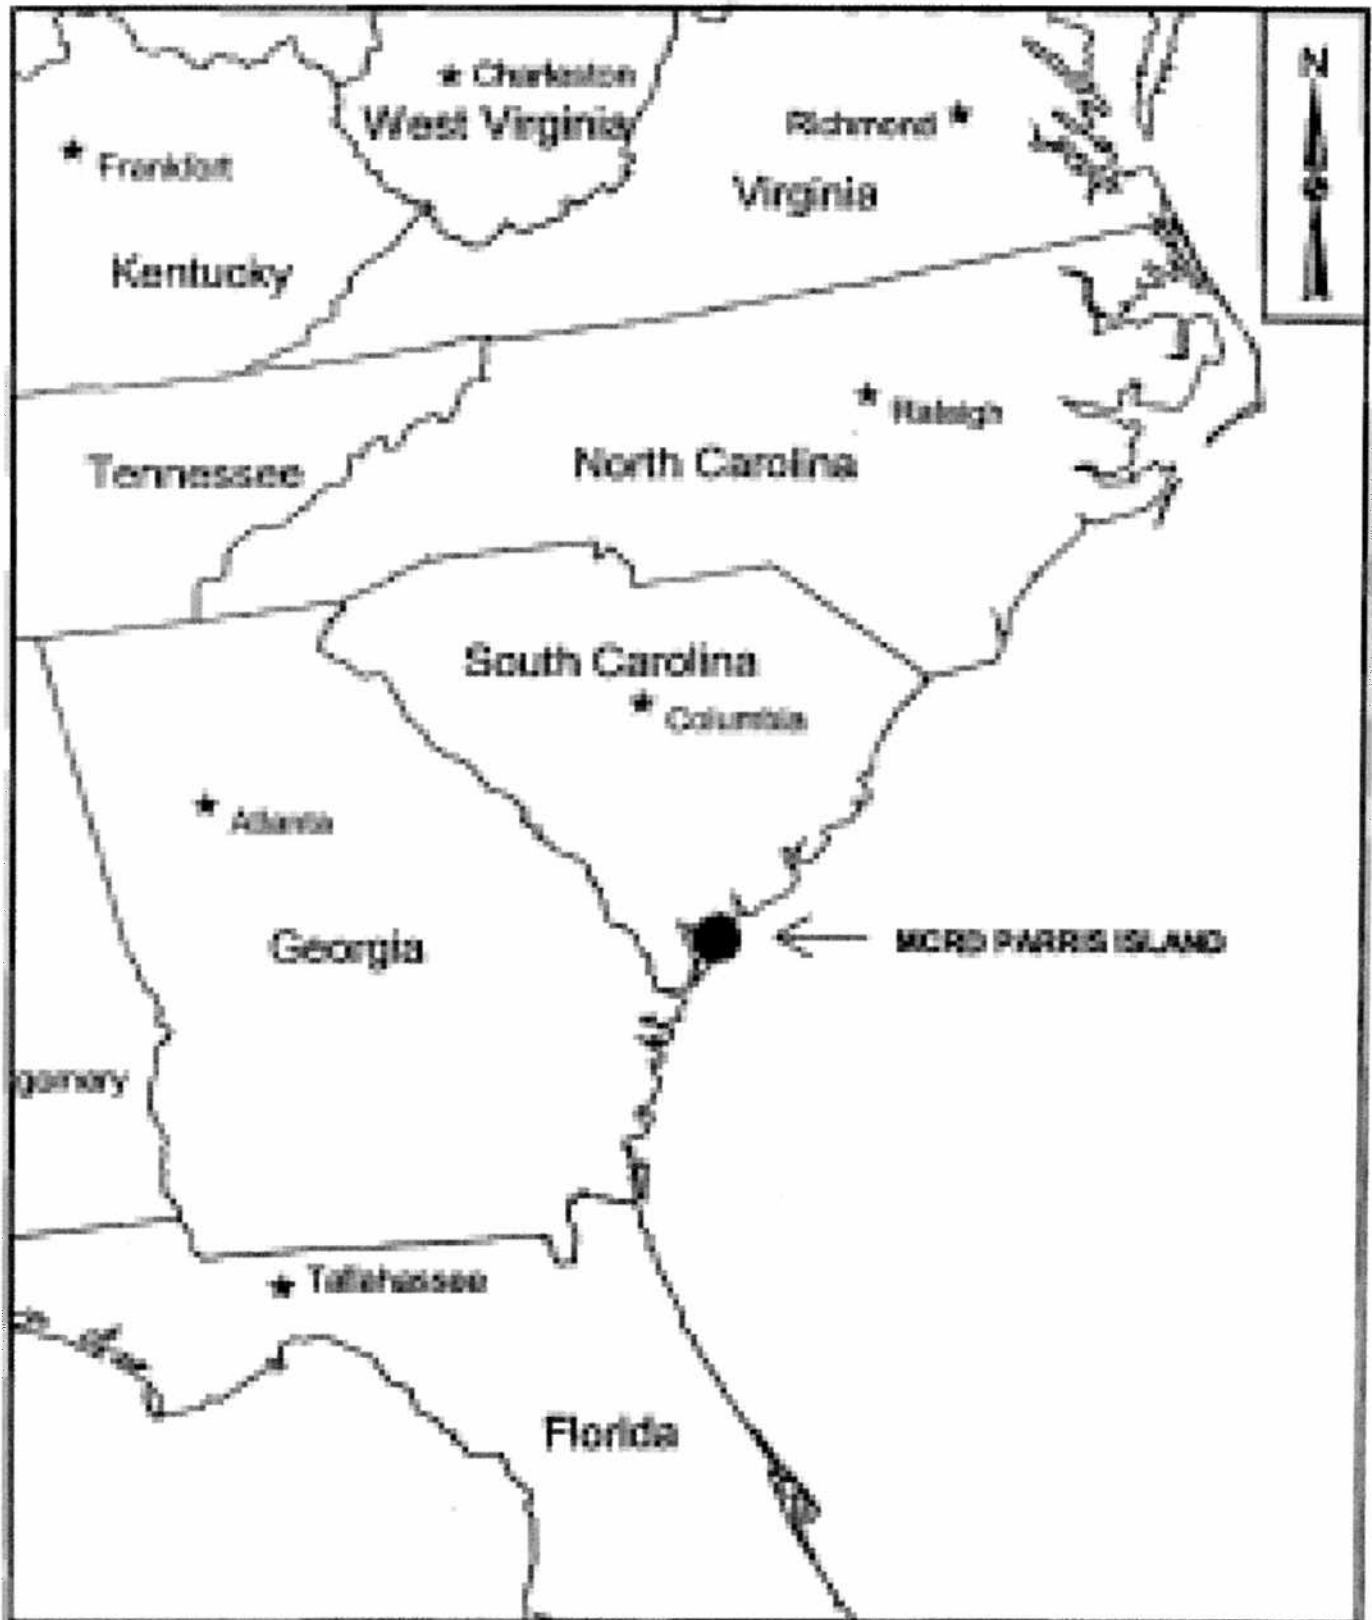 N
Charleston
West Virginia
Richmond
Frankfort
Virginia
Kentucky
Raleigh
Tennessee
North Carolina
South Carolina
Columbia
Atlanta
MCRD PARRIS ISLAND
Georgia
gomery
Tallahassee
Florida